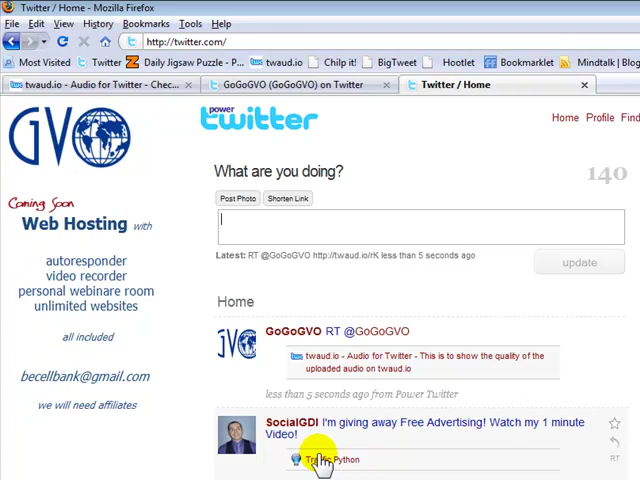 Twitter / Home - Mozilla Firefox
File Edit View History Bookmarks Tools Help
http://twitter.com/
Most Visited Twitter Daily Jigsaw Puzzle - P... twaud.io Chilp it! BigTweet Hootlet Bookmarklet Mindtalk | Blog
twaud.io - Audio for Twitter - Chec... GoGoGVO (GoGoGVO) on Twitter Twitter / Home
GVO
power
twitter
Home Profile Find
What are you doing?
140
Post Photo Shorten Link
Coming Soon
Web Hosting with
autoresponder
video recorder
personal webinare room
unlimited websites
all included
becellbank@gmail.com
we will need affiliates
Latest: RT @GoGoGVO http://twaud.io/rK less than 5 seconds ago
update
Home
GVO
GoGoGVO RT @GoGoGVO
twaud.io - Audio for Twitter - This is to show the quality of the
uploaded audio on twaud.io
less than 5 seconds ago from Power Twitter
SocialGDI I'm giving away Free Advertising! Watch my 1 minute
Video!
Python
RT